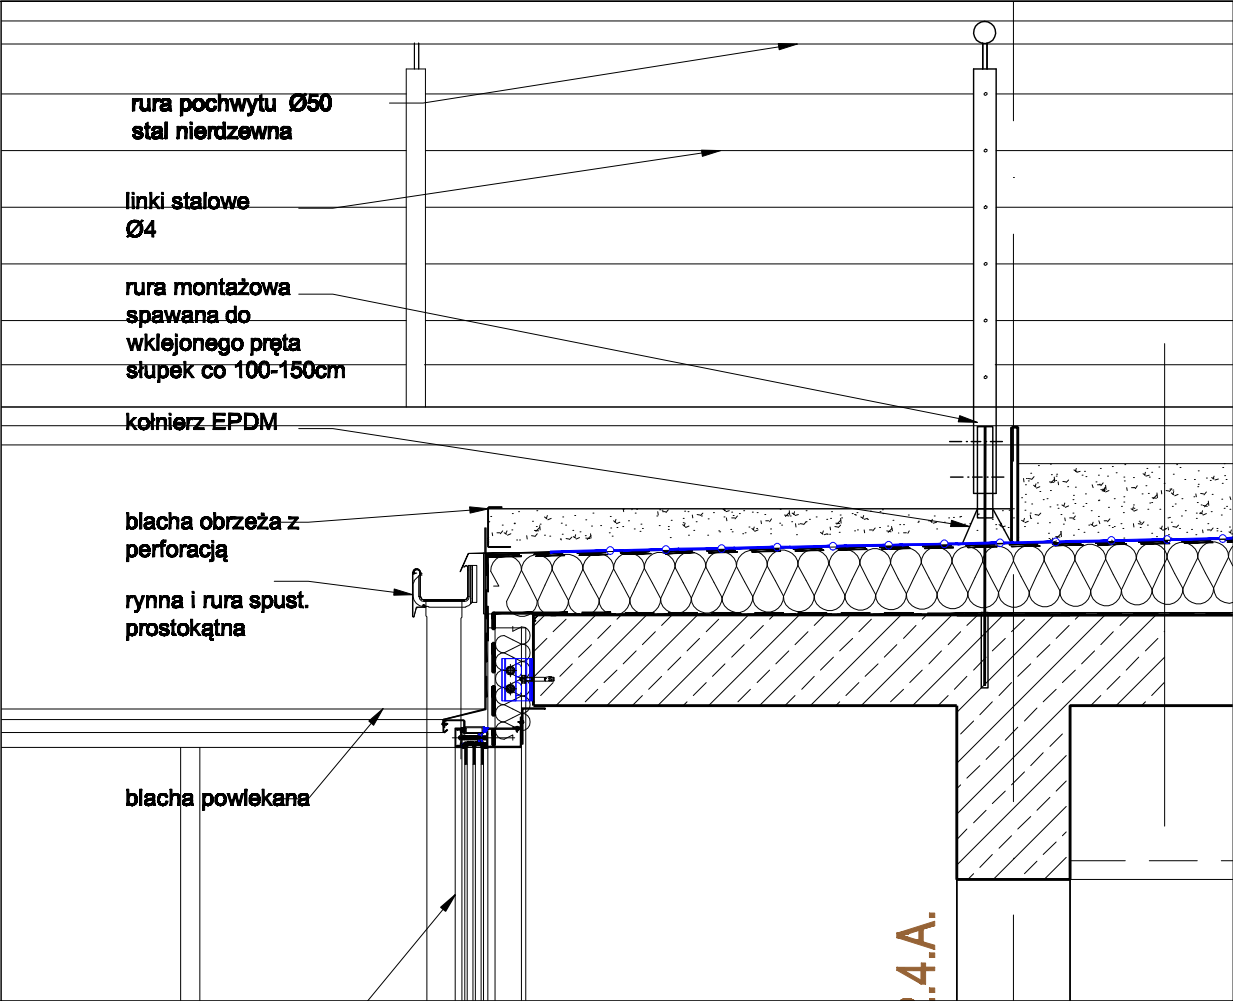 rura pochwytu Ø50
stal nierdzewna
linki stalowe
Ø4
rura montażowa
spawana do
wklejonego pręta
słupek co 100-150cm
kołnierz EPDM
blacha obrzeża z
perforacją
rynna i rura spust.
prostokątna
blacha powlekana
.4.A.